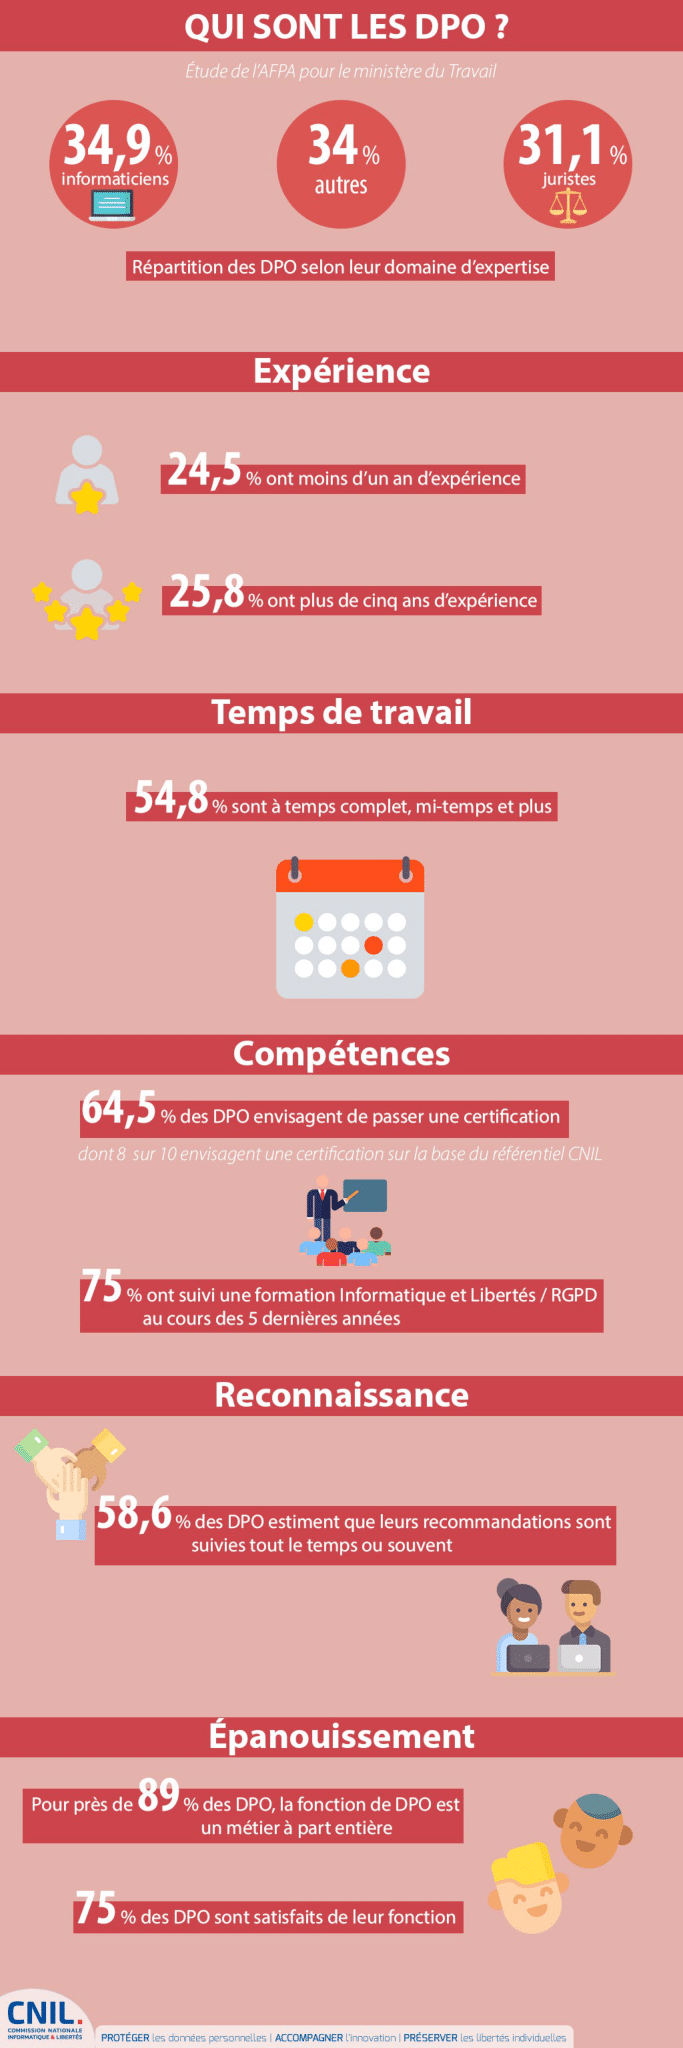 QUI SONT LES DPO ?
Étude de l'AFPA pour le ministère du Travail
34,9 %
informaticiens
34 %
autres
31,1 %
juristes
Répartition des DPO selon leur domaine d'expertise
Expérience
24,5 % ont moins d'un an d'expérience
25,8 % ont plus de cinq ans d'expérience
Temps de travail
54,8 % sont à temps complet, mi-temps et plus
Compétences
64,5 % des DPO envisagent de passer une certification
dont 8 sur 10 envisagent une certification sur la base du référentiel CNIL
75 % ont suivi une formation Informatique et Libertés / RGPD
au cours des 5 dernières années
Reconnaissance
58,6 % des DPO estiment que leurs recommandations sont
suivies tout le temps ou souvent
Épanouissement
Pour près de 89 % des DPO, la fonction de DPO est
un métier à part entière
75 % des DPO sont satisfaits de leur fonction
CNIL.
COMMISSION NATIONALE
INFORMATIQUE & LIBERTÉS
PROTÉGER les données personnelles | ACCOMPAGNER l'innovation | PRÉSERVER les libertés individuelles